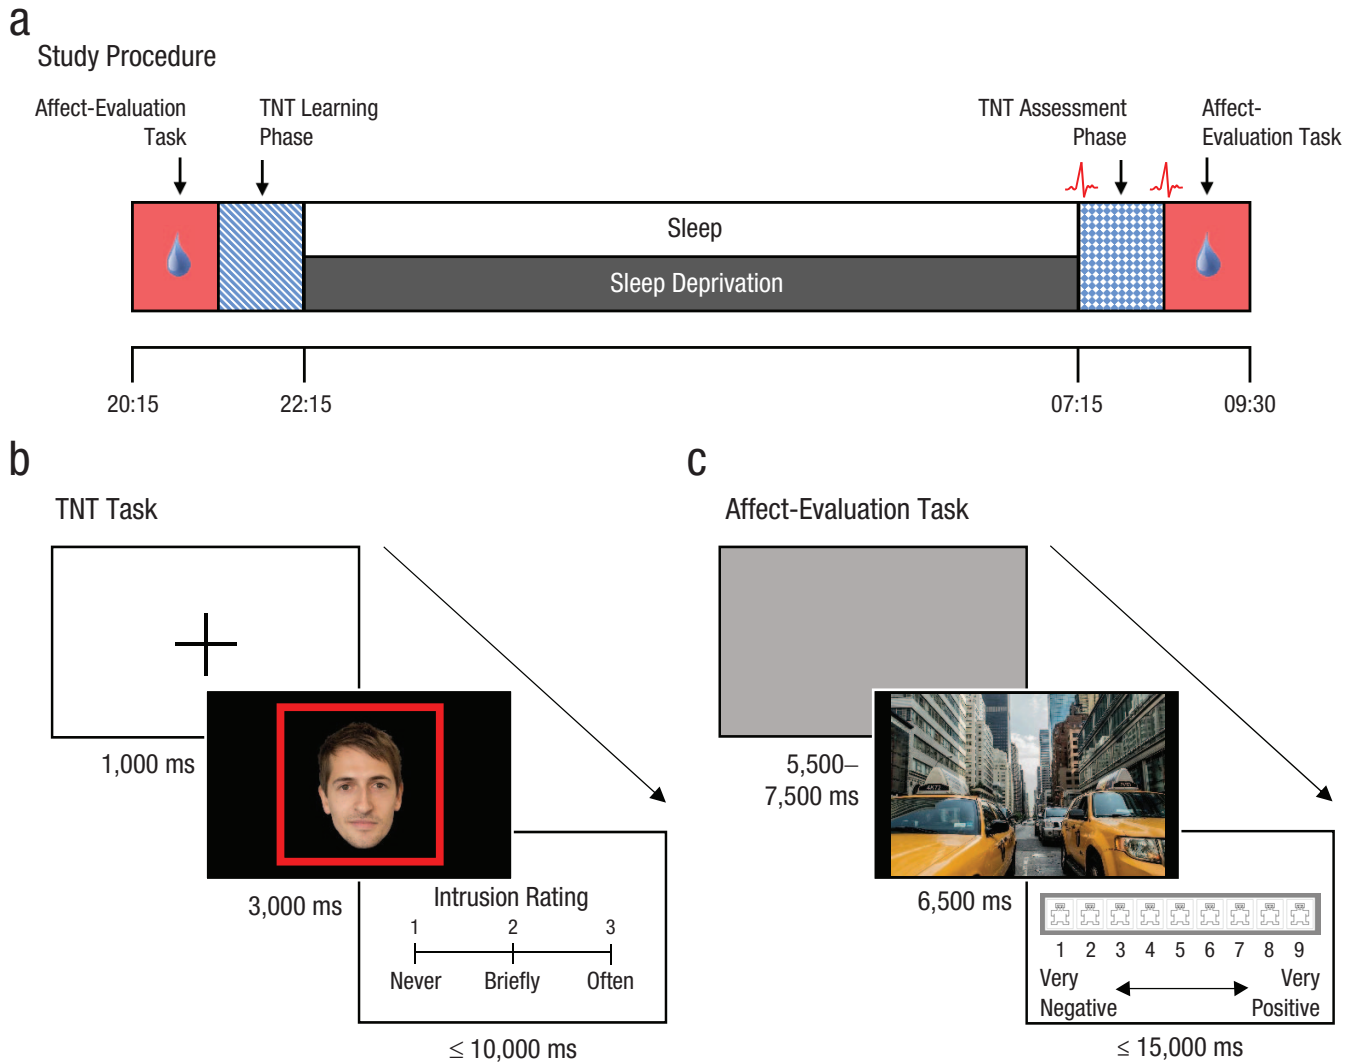 a
Study Procedure
Affect-Evaluation
Task
TNT Learning
Phase
TNT Assessment
Phase
Affect-
Evaluation Task
Sleep
Sleep Deprivation
20:15
22:15
07:15
09:30
b
TNT Task
1,000 ms
3,000 ms
Intrusion Rating
1 2 3
Never Briefly Often
≤ 10,000 ms
c
Affect-Evaluation Task
5,500–
7,500 ms
6,500 ms
1 2 3 4 5 6 7 8 9
Very Very
Negative Positive
≤ 15,000 ms